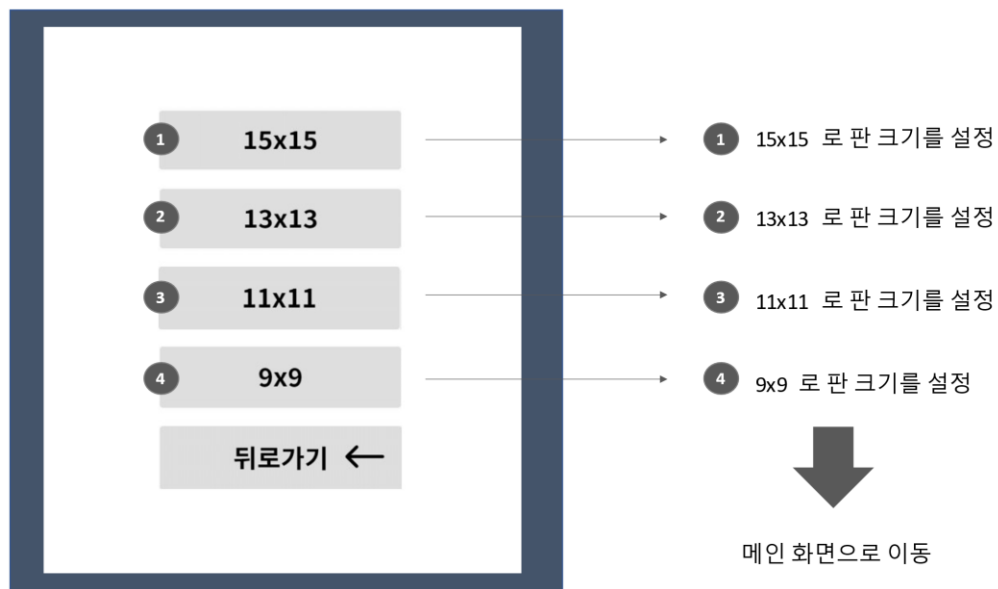 1 15x15
2 13x13
3 11x11
4 9x9
뒤로가기 ←
1 15x15 로 판 크기를 설정
2 13x13 로 판 크기를 설정
3 11x11 로 판 크기를 설정
4 9x9 로 판 크기를 설정
메인 화면으로 이동